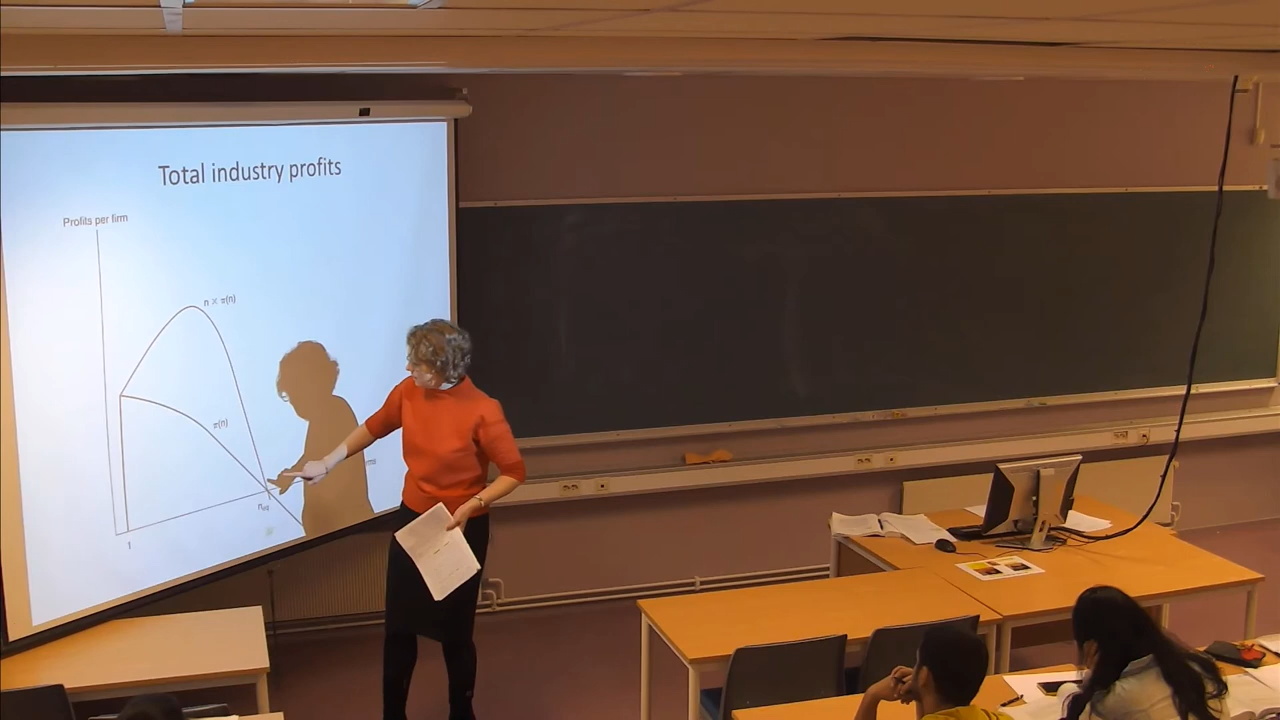 Total industry profits
Profits per firm
n × π(n)
π(n)
1